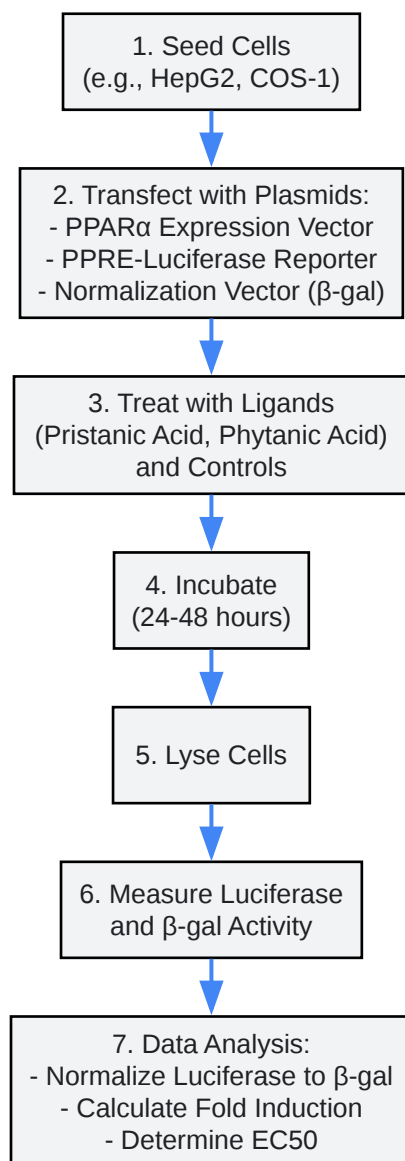 1. Seed Cells
(e.g., HepG2, COS-1)
2. Transfect with Plasmids:
- PPARα Expression Vector
- PPRE-Luciferase Reporter
- Normalization Vector (β-gal)
3. Treat with Ligands
(Pristanic Acid, Phytanic Acid)
and Controls
4. Incubate
(24-48 hours)
5. Lyse Cells
6. Measure Luciferase
and β-gal Activity
7. Data Analysis:
- Normalize Luciferase to β-gal
- Calculate Fold Induction
- Determine EC50